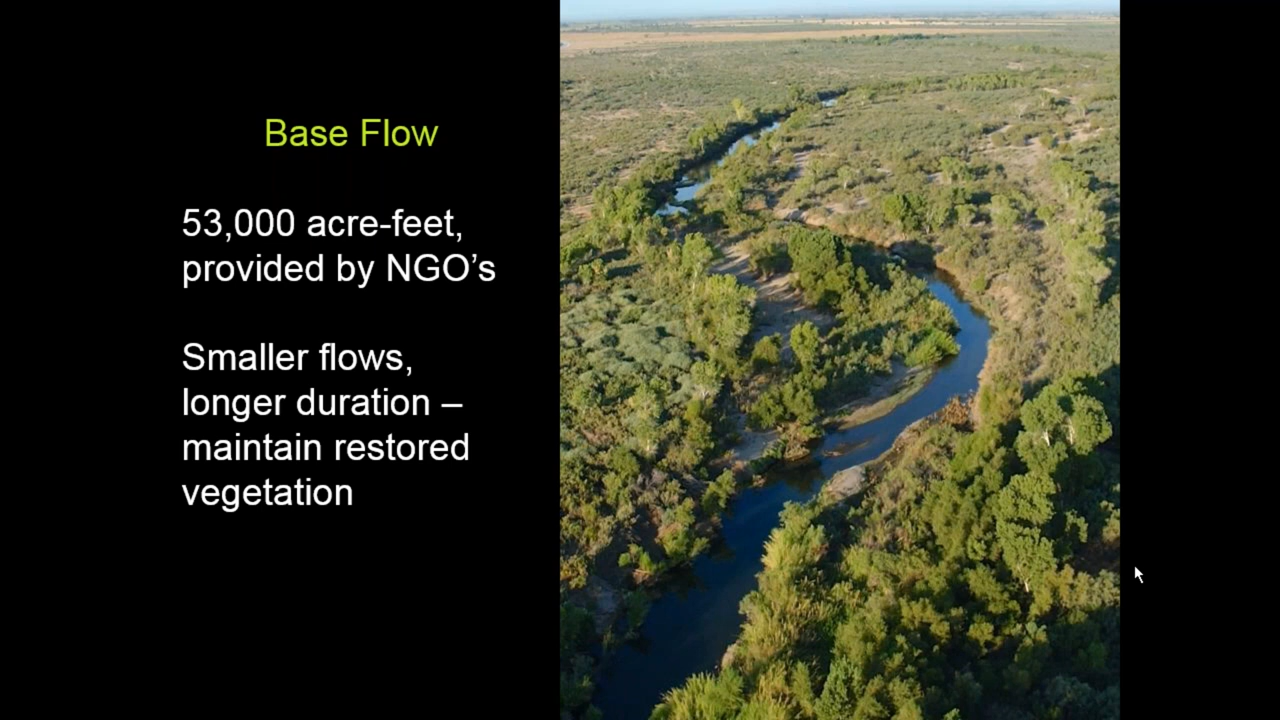 Base Flow
53,000 acre-feet,
provided by NGO’s
Smaller flows,
longer duration –
maintain restored
vegetation